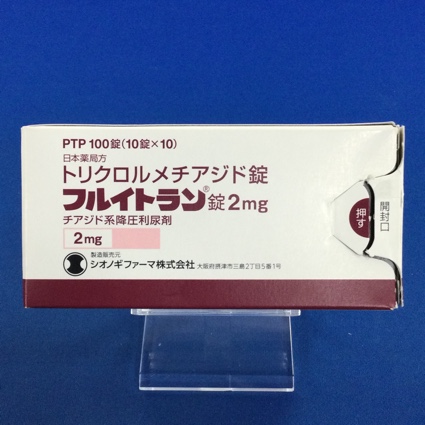 PTP 100錠(10錠×10)
日本薬局方
トリクロルメチアジド錠
フルイトラン®錠2mg
チアジド系降圧利尿剤
2mg
製造販売元
シオノギファーマ株式会社 大阪府摂津市三島2丁目5番1号
開封口
押す